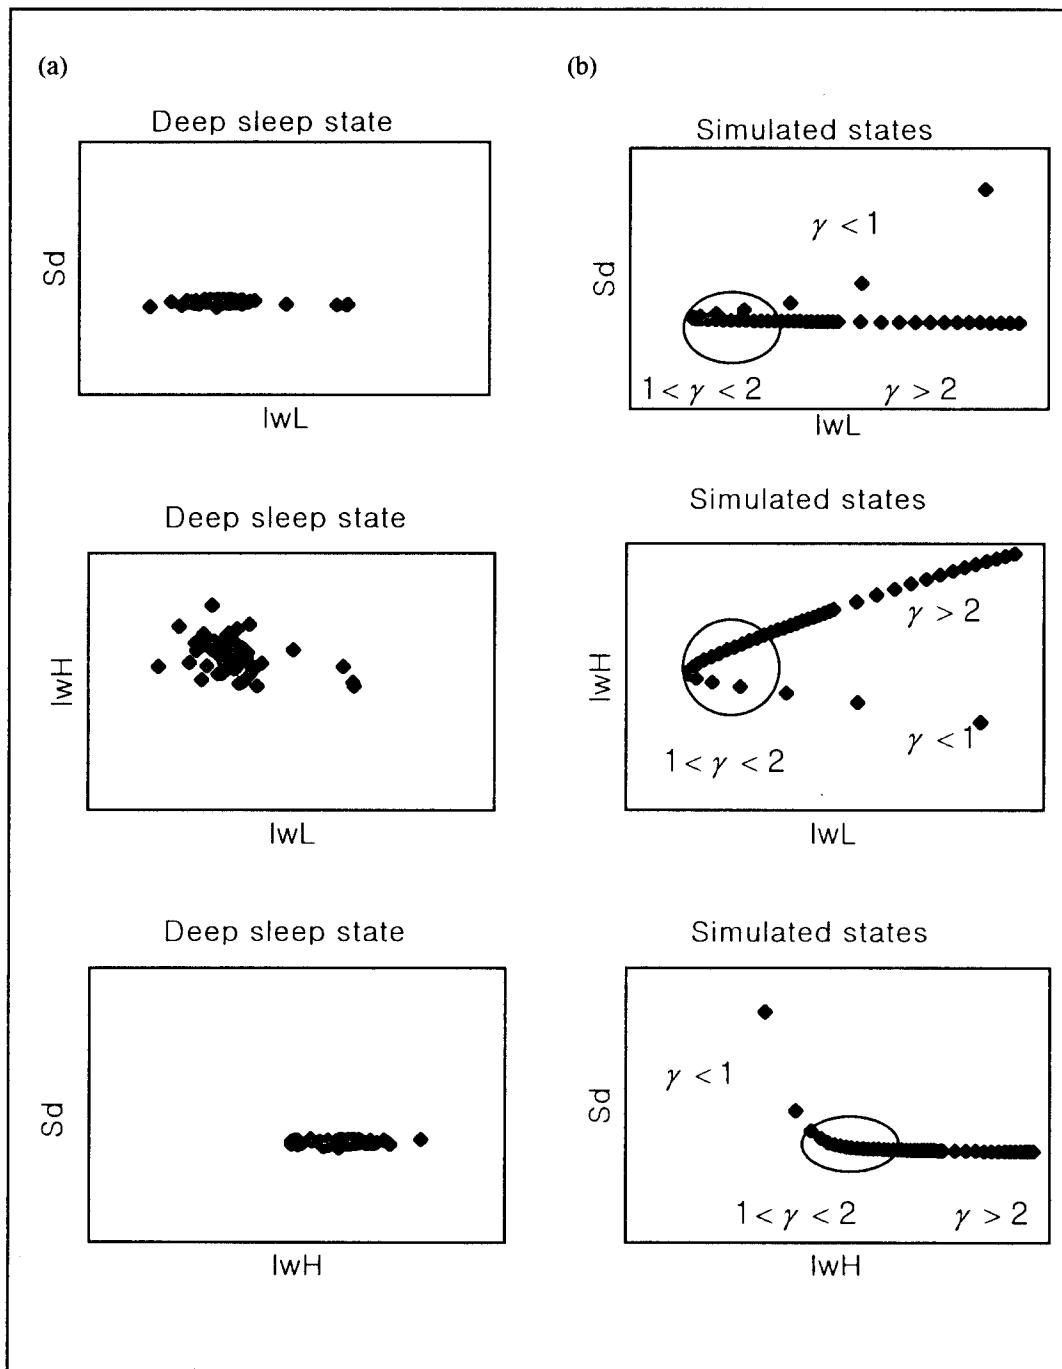 (a)
(b)
Deep sleep state
Simulated states
Sd
IwL
Sd
γ < 1
1 < γ < 2
γ > 2
IwL
Deep sleep state
Simulated states
IwH
IwL
IwH
γ > 2
γ < 1
1 < γ < 2
IwL
Deep sleep state
Simulated states
Sd
IwH
Sd
γ < 1
1 < γ < 2
γ > 2
IwH